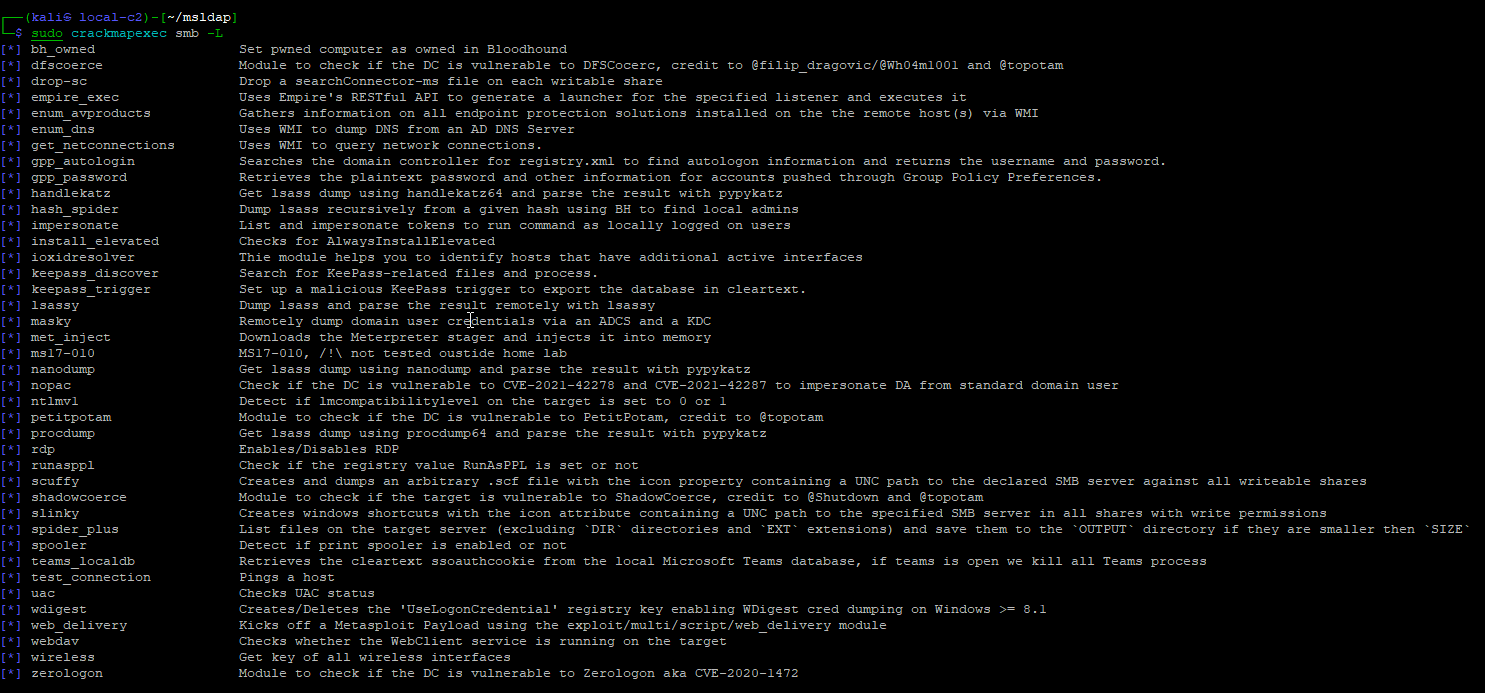 ┌──(kali㉿ local-c2)-[~/msldap]
└─$ sudo crackmapexec smb -L
[*] bh_owned Set pwned computer as owned in Bloodhound
[*] dfscoerce Module to check if the DC is vulnerable to DFSCocerc, credit to @filip_dragovic/@Wh04m1001 and @topotam
[*] drop-sc Drop a searchConnector-ms file on each writable share
[*] empire_exec Uses Empire's RESTful API to generate a launcher for the specified listener and executes it
[*] enum_avproducts Gathers information on all endpoint protection solutions installed on the the remote host(s) via WMI
[*] enum_dns Uses WMI to dump DNS from an AD DNS Server
[*] get_netconnections Uses WMI to query network connections.
[*] gpp_autologin Searches the domain controller for registry.xml to find autologon information and returns the username and password.
[*] gpp_password Retrieves the plaintext password and other information for accounts pushed through Group Policy Preferences.
[*] handlekatz Get lsass dump using handlekatz64 and parse the result with pypykatz
[*] hash_spider Dump lsass recursively from a given hash using BH to find local admins
[*] impersonate List and impersonate tokens to run command as locally logged on users
[*] install_elevated Checks for AlwaysInstallElevated
[*] ioxidresolver Thie module helps you to identify hosts that have additional active interfaces
[*] keepass_discover Search for KeePass-related files and process.
[*] keepass_trigger Set up a malicious KeePass trigger to export the database in cleartext.
[*] lsassy Dump lsass and parse the result remotely with lsassy
[*] masky Remotely dump domain user credentials via an ADCS and a KDC
[*] met_inject Downloads the Meterpreter stager and injects it into memory
[*] ms17-010 MS17-010, /!\ not tested oustide home lab
[*] nanodump Get lsass dump using nanodump and parse the result with pypykatz
[*] nopac Check if the DC is vulnerable to CVE-2021-42278 and CVE-2021-42287 to impersonate DA from standard domain user
[*] ntlmv1 Detect if lmcompatibilitylevel on the target is set to 0 or 1
[*] petitpotam Module to check if the DC is vulnerable to PetitPotam, credit to @topotam
[*] procdump Get lsass dump using procdump64 and parse the result with pypykatz
[*] rdp Enables/Disables RDP
[*] runasppl Check if the registry value RunAsPPL is set or not
[*] scuffy Creates and dumps an arbitrary .scf file with the icon property containing a UNC path to the declared SMB server against all writeable shares
[*] shadowcoerce Module to check if the target is vulnerable to ShadowCoerce, credit to @Shutdown and @topotam
[*] slinky Creates windows shortcuts with the icon attribute containing a UNC path to the specified SMB server in all shares with write permissions
[*] spider_plus List files on the target server (excluding `DIR` directories and `EXT` extensions) and save them to the `OUTPUT` directory if they are smaller then `SIZE`
[*] spooler Detect if print spooler is enabled or not
[*] teams_localdb Retrieves the cleartext ssoauthcookie from the local Microsoft Teams database, if teams is open we kill all Teams process
[*] test_connection Pings a host
[*] uac Checks UAC status
[*] wdigest Creates/Deletes the 'UseLogonCredential' registry key enabling WDigest cred dumping on Windows >= 8.1
[*] web_delivery Kicks off a Metasploit Payload using the exploit/multi/script/web_delivery module
[*] webdav Checks whether the WebClient service is running on the target
[*] wireless Get key of all wireless interfaces
[*] zerologon Module to check if the DC is vulnerable to Zerologon aka CVE-2020-1472